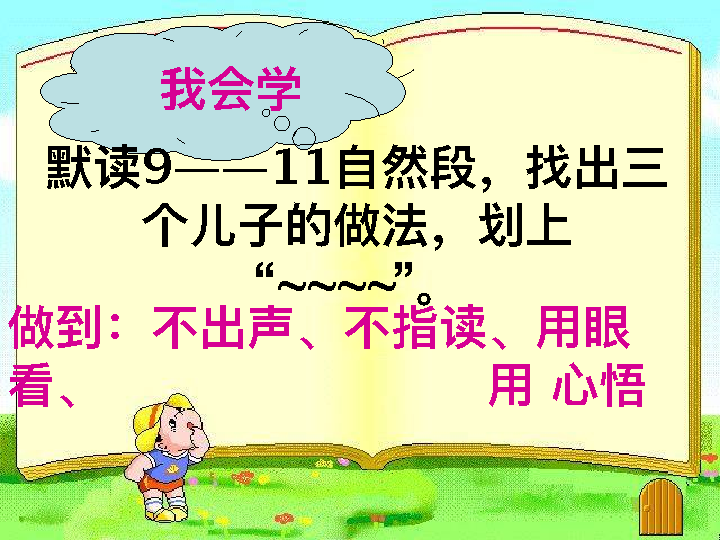 我会学
默读9——11自然段，找出三
个儿子的做法，划上
“~~~~”。
做到：不出声、不指读、用眼
看、 用 心悟